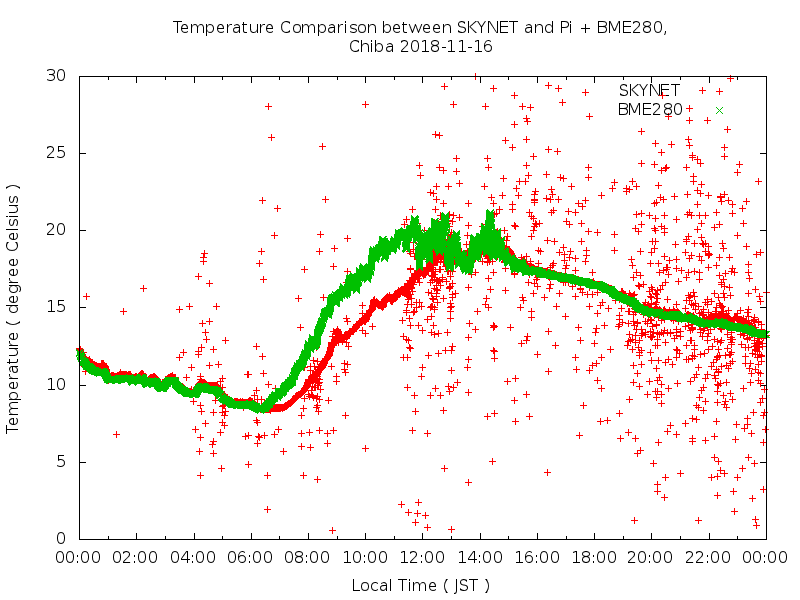 Temperature Comparison between SKYNET and Pi + BME280,
Chiba 2018-11-16
30
25
20
15
10
5
0
Temperature ( degree Celsius )
SKYNET
BME280
00:00 02:00 04:00 06:00 08:00 10:00 12:00 14:00 16:00 18:00 20:00 22:00 00:00
Local Time ( JST )